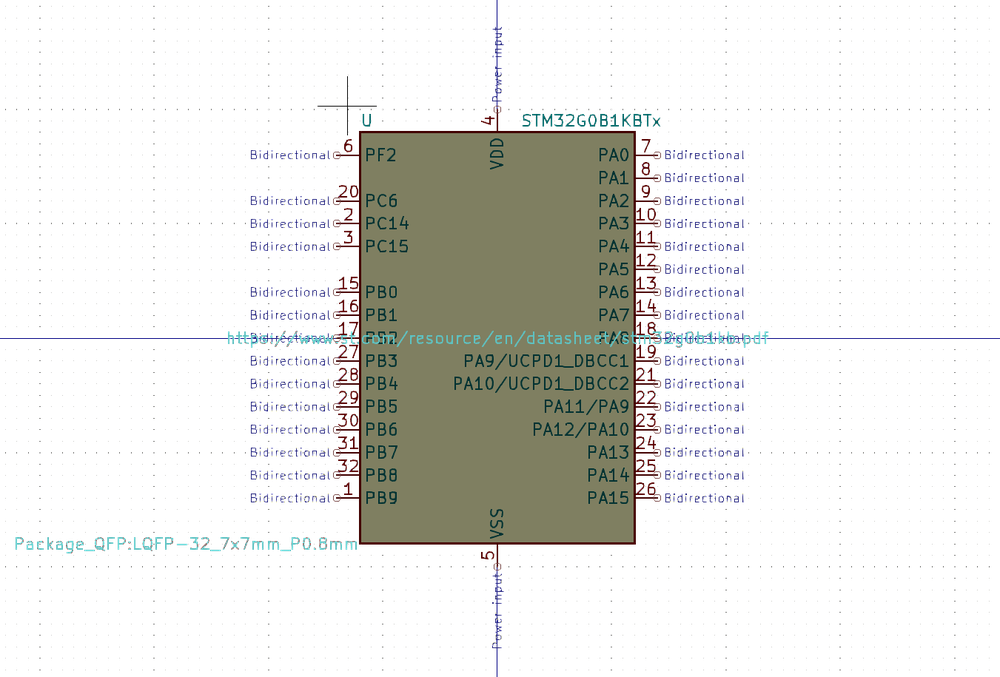 Power input
U 4 STM32G0B1KBTx
VDD
Bidirectional 6 PF2 PA0 7 Bidirectional
PA1 8 Bidirectional
Bidirectional 20 PC6 PA2 9 Bidirectional
Bidirectional 2 PC14 PA3 10 Bidirectional
Bidirectional 3 PC15 PA4 11 Bidirectional
PA5 12 Bidirectional
Bidirectional 15 PB0 PA6 13 Bidirectional
Bidirectional 16 PB1 PA7 14 Bidirectional
17 18
https://www.st.com/resource/en/datasheet/stm32g0b1kb.pdf
Bidirectional 27 PB3 PA9/UCPD1_DBCC1 19 Bidirectional
Bidirectional 28 PB4 PA10/UCPD1_DBCC2 21 Bidirectional
Bidirectional 29 PB5 PA11/PA9 22 Bidirectional
Bidirectional 30 PB6 PA12/PA10 23 Bidirectional
Bidirectional 31 PB7 PA13 24 Bidirectional
Bidirectional 32 PB8 PA14 25 Bidirectional
Bidirectional 1 PB9 PA15 26 Bidirectional
VSS
Package_QFP:LQFP-32_7x7mm_P0.8mm
5
Power input